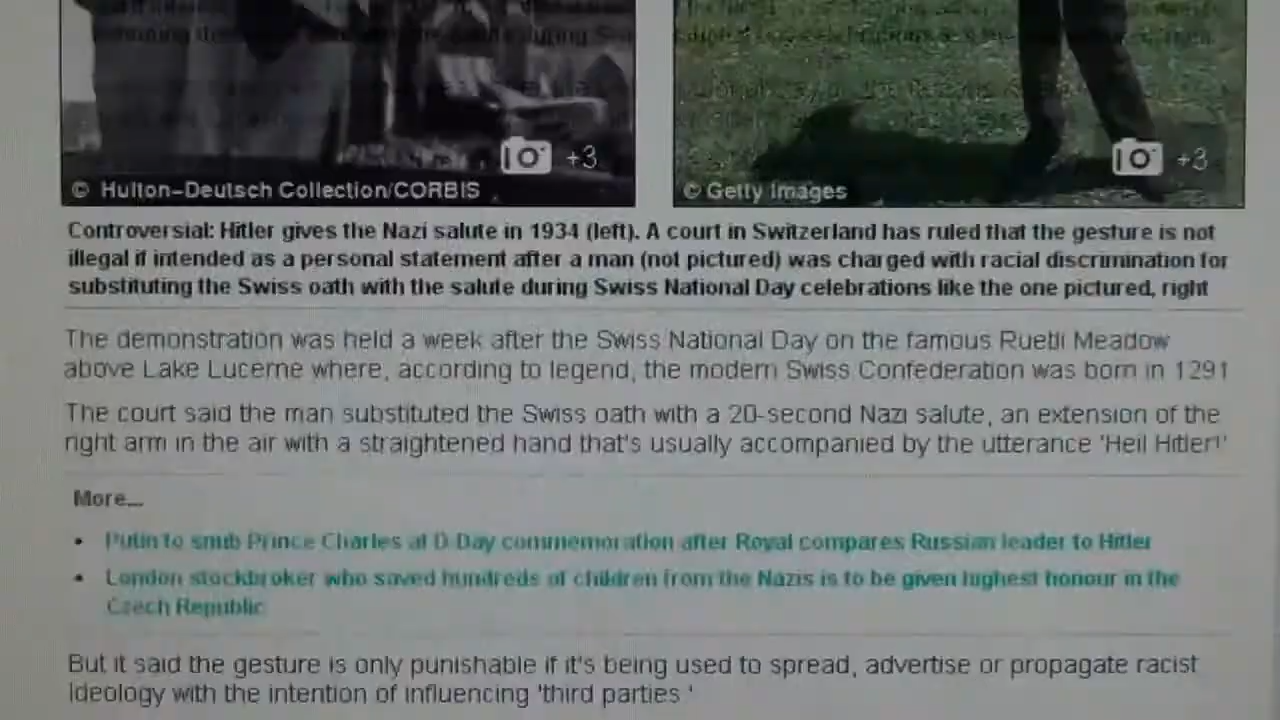 +3
+3
© Hulton-Deutsch Collection/CORBIS
© Getty Images
Controversial: Hitler gives the Nazi salute in 1934 (left). A court in Switzerland has ruled that the gesture is not
illegal if intended as a personal statement after a man (not pictured) was charged with racial discrimination for
substituting the Swiss oath with the salute during Swiss National Day celebrations like the one pictured, right
The demonstration was held a week after the Swiss National Day on the famous Ruetli Meadow
above Lake Lucerne where, according to legend, the modern Swiss Confederation was born in 1291
The court said the man substituted the Swiss oath with a 20-second Nazi salute, an extension of the
right arm in the air with a straightened hand that's usually accompanied by the utterance 'Heil Hitler!'
More...
• Putin to snub Prince Charles at D-Day commemoration after Royal compares Russian leader to Hitler
• London stockbroker who saved hundreds of children from the Nazis is to be given highest honour in the
Czech Republic
But it said the gesture is only punishable if it's being used to spread, advertise or propagate racist
ideology with the intention of influencing 'third parties.'